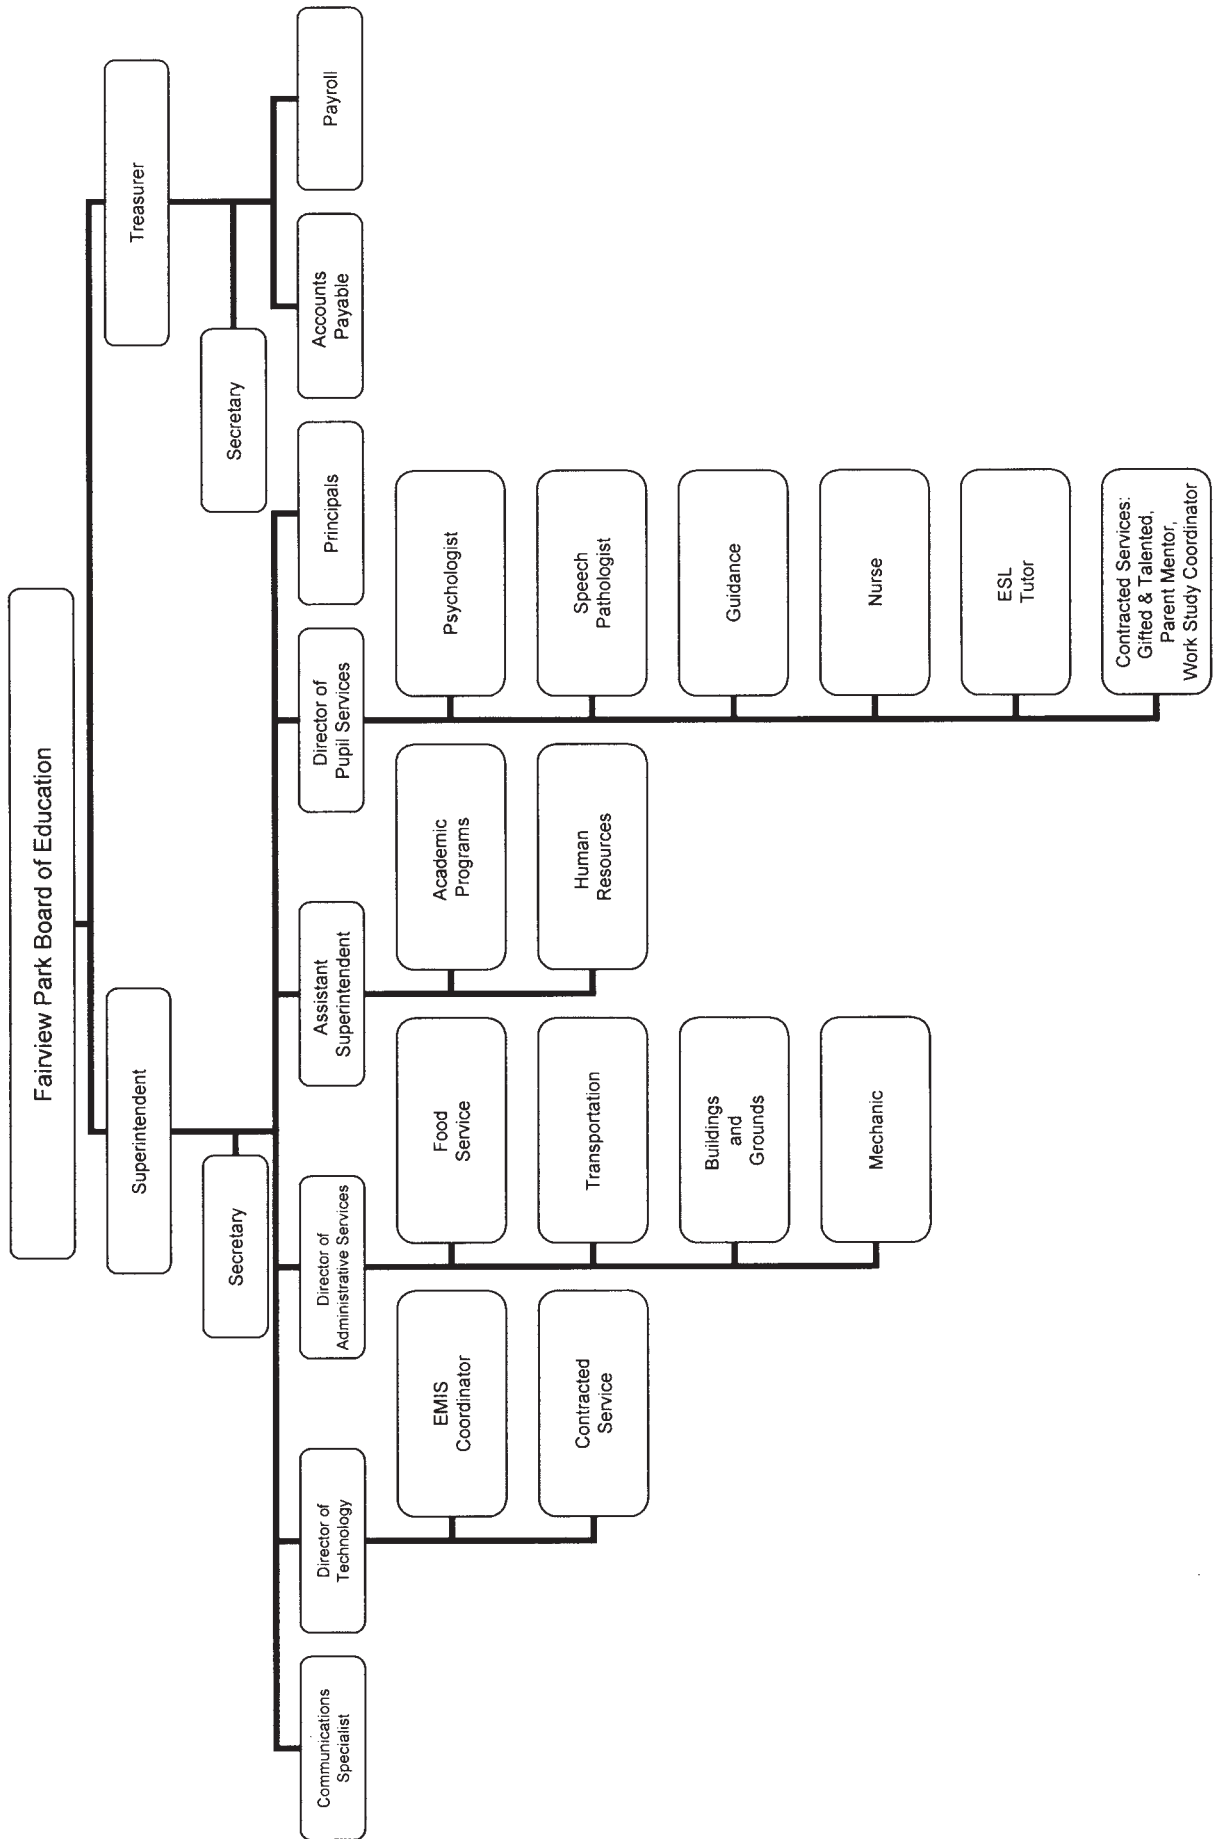 Fairview Park Board of Education
Superintendent
Treasurer
Secretary
Secretary
Communications
Specialist
Director of
Technology
Director of
Administrative Services
Assistant
Superintendent
Director of
Pupil Services
Principals
Accounts
Payable
Payroll
EMIS
Coordinator
Contracted
Service
Food
Service
Transportation
Buildings
and
Grounds
Mechanic
Academic
Programs
Human
Resources
Psychologist
Speech
Pathologist
Guidance
Nurse
ESL
Tutor
Contracted Services:
Gifted & Talented,
Parent Mentor,
Work Study Coordinator